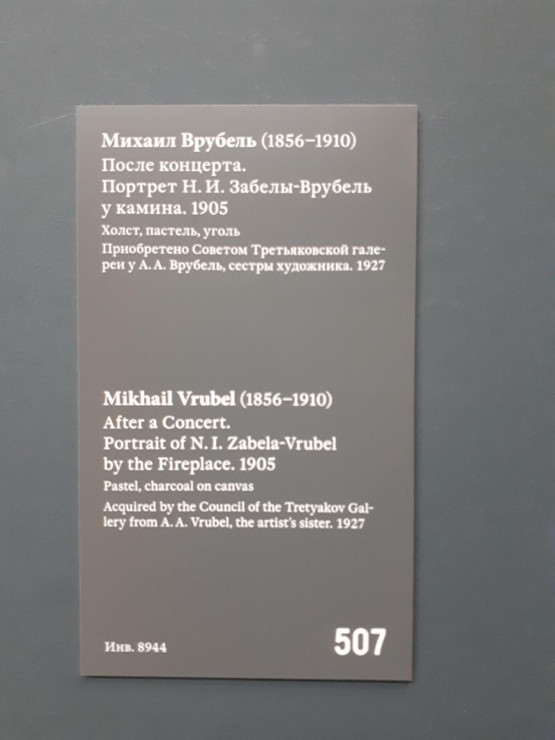 Михаил Врубель (1856–1910)
После концерта.
Портрет Н. И. Забелы-Врубель
у камина. 1905
Холст, пастель, уголь
Приобретено Советом Третьяковской гале-
реи у А. А. Врубель, сестры художника. 1927
Mikhail Vrubel (1856–1910)
After a Concert.
Portrait of N. I. Zabela-Vrubel
by the Fireplace. 1905
Pastel, charcoal on canvas
Acquired by the Council of the Tretyakov Gal-
lery from A. A. Vrubel, the artist's sister. 1927
Инв. 8944
507